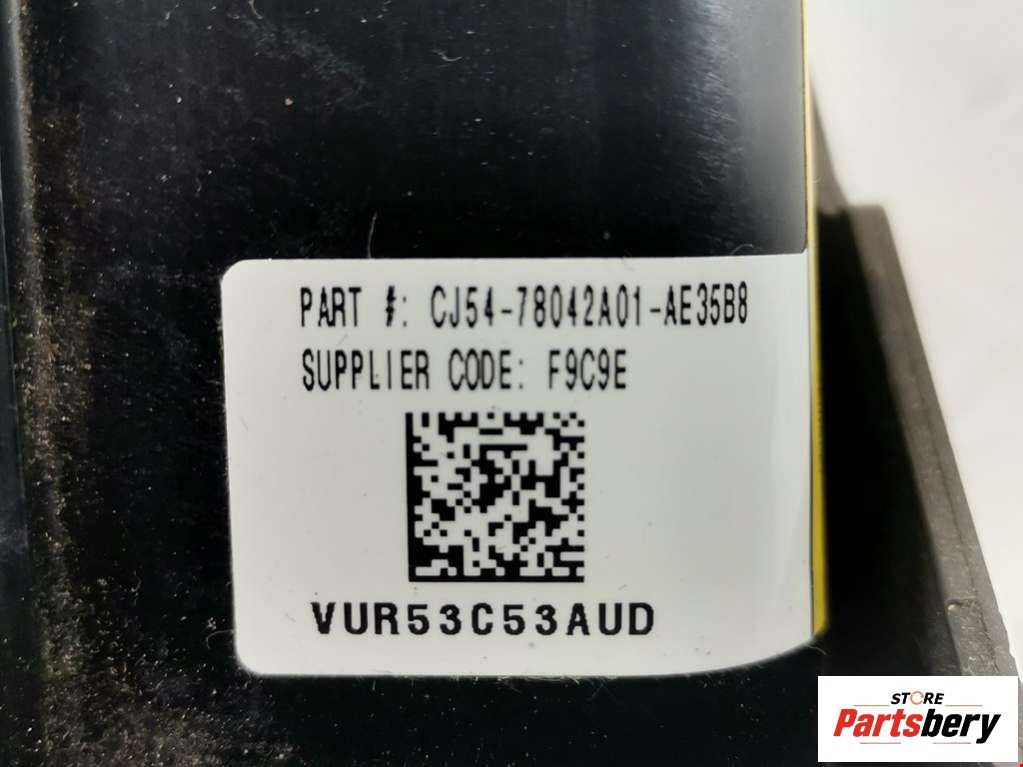 PART #: CJ54-78042A01-AE35B8
SUPPLIER CODE: F9C9E
VUR53C53AUD
STORE
Partsbery